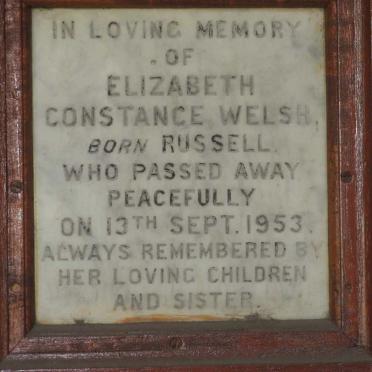 IN LOVING MEMORY
. OF
ELIZABETH
CONSTANCE WELSH.
BORN RUSSELL.
WHO PASSED AWAY
PEACEFULLY
ON 13TH SEPT. 1953.
ALWAYS REMEMBERED BY
HER LOVING CHILDREN
AND SISTER.